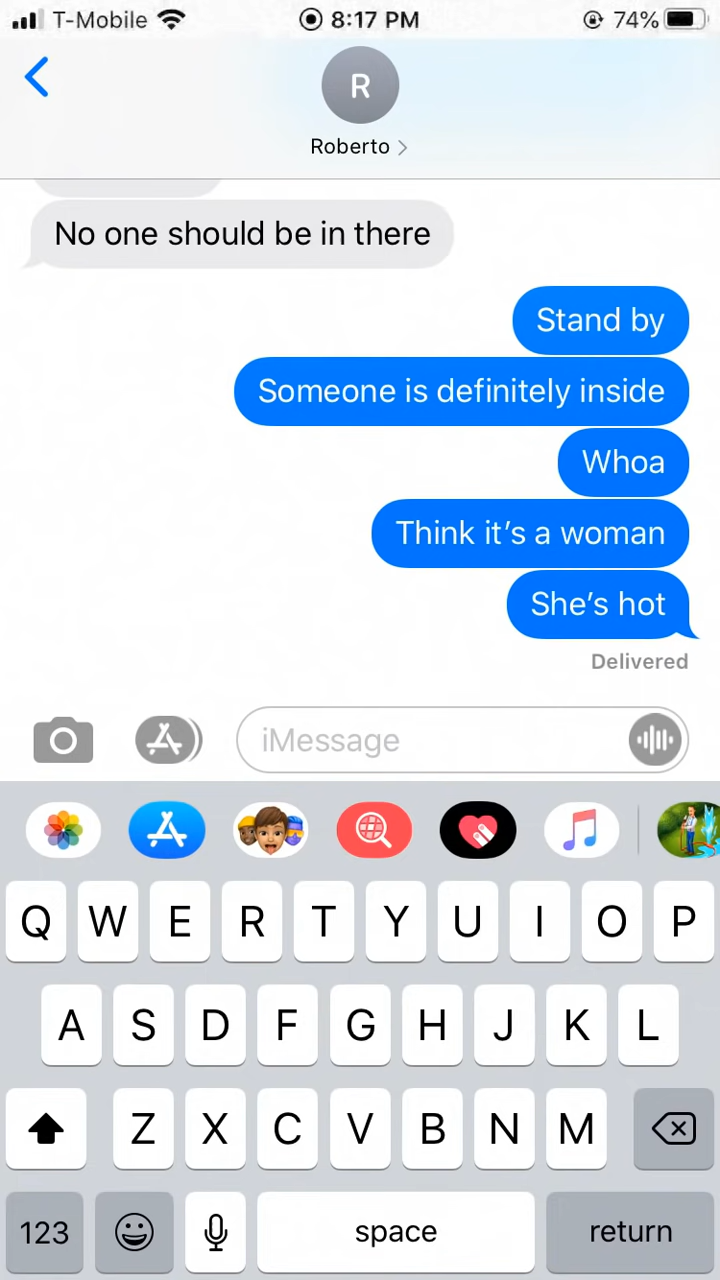 T-Mobile 8:17 PM 74%
R
Roberto
No one should be in there
Stand by
Someone is definitely inside
Whoa
Think it’s a woman
She’s hot
Delivered
iMessage
Q W E R T Y U I O P
A S D F G H J K L
Z X C V B N M
123 space return